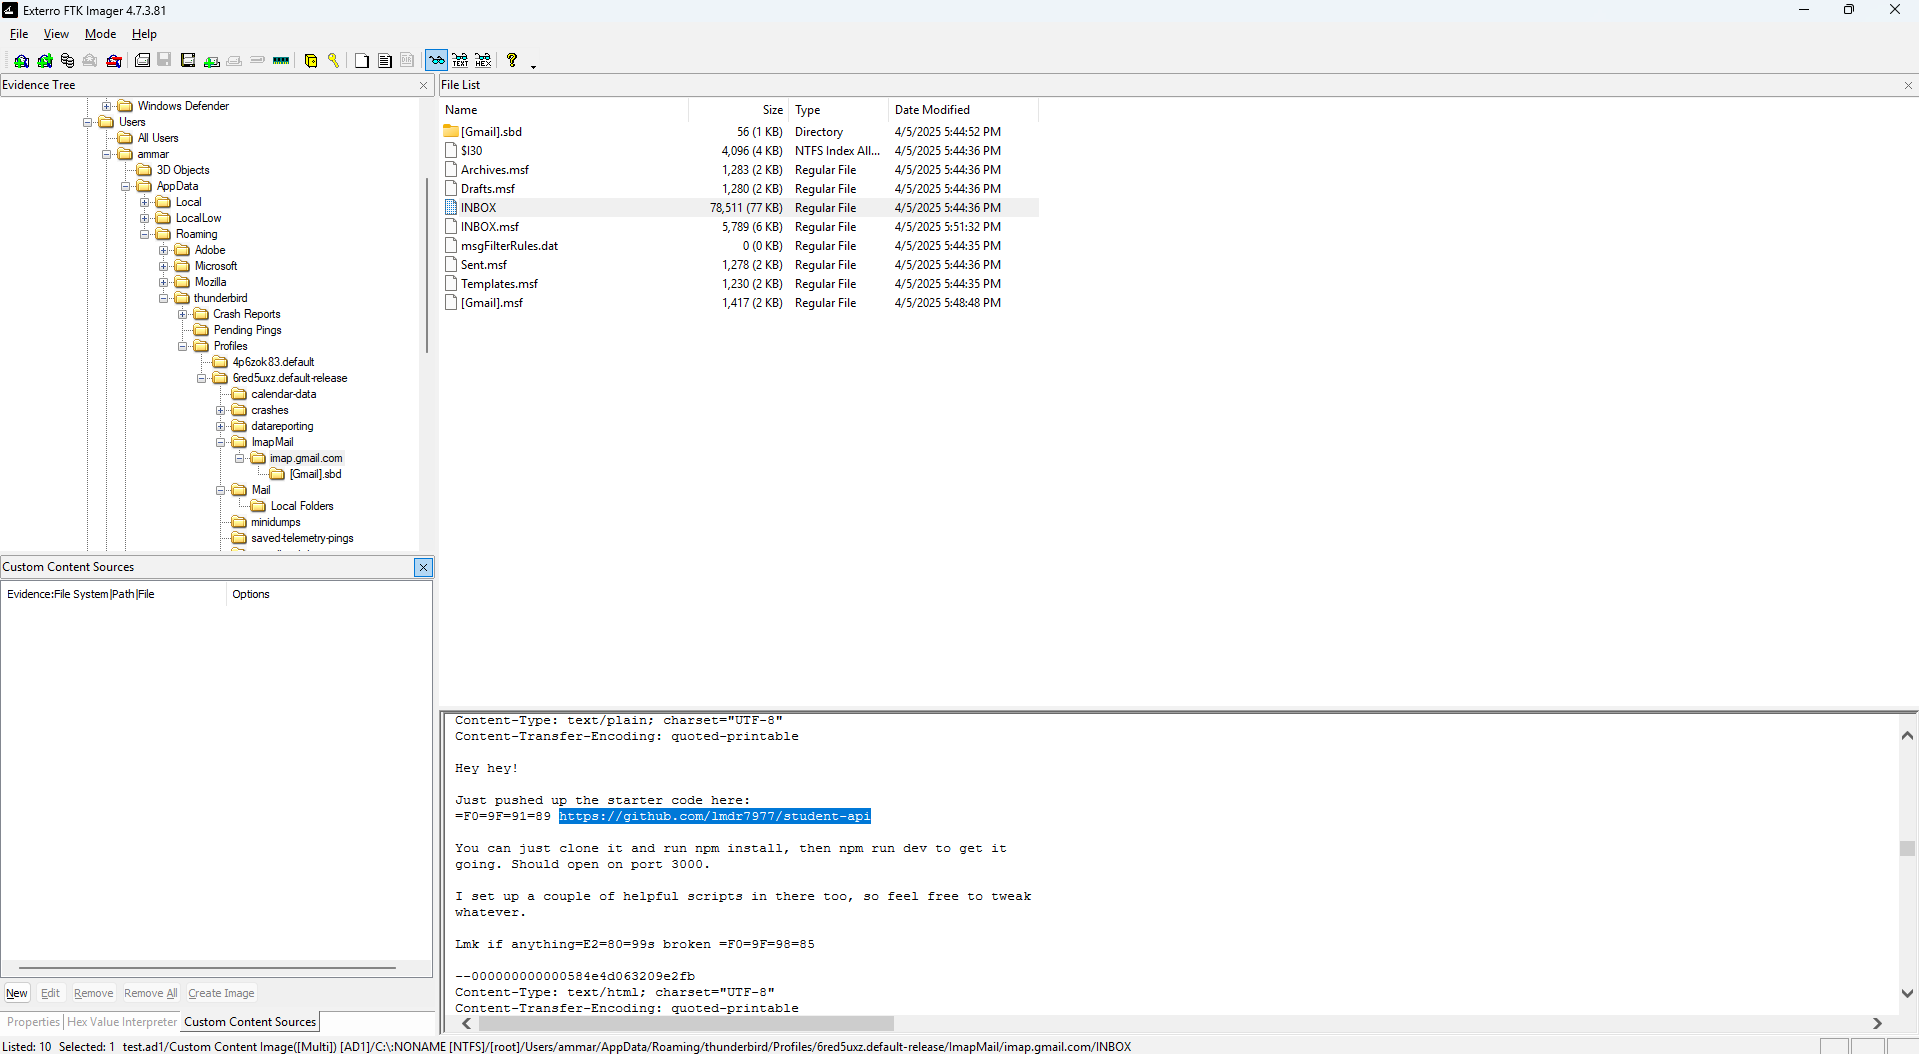 Exterro FTK Imager 4.7.3.81
File View Mode Help
Evidence Tree
Windows Defender
Users
All Users
ammar
3D Objects
AppData
Local
LocalLow
Roaming
Adobe
Microsoft
Mozilla
thunderbird
Crash Reports
Pending Pings
Profiles
4p6zok83.default
6red5uxz.default-release
calendar-data
crashes
datareporting
ImapMail
imap.gmail.com
[Gmail].sbd
Mail
Local Folders
minidumps
saved-telemetry-pings
Custom Content Sources
Evidence:File System|Path|File Options
New Edit Remove Remove All Create Image
Properties Hex Value Interpreter Custom Content Sources
File List
Name Size Type Date Modified
[Gmail].sbd 56 (1 KB) Directory 4/5/2025 5:44:52 PM
$I30 4,096 (4 KB) NTFS Index All... 4/5/2025 5:44:36 PM
Archives.msf 1,283 (2 KB) Regular File 4/5/2025 5:44:36 PM
Drafts.msf 1,280 (2 KB) Regular File 4/5/2025 5:44:36 PM
INBOX 78,511 (77 KB) Regular File 4/5/2025 5:44:36 PM
INBOX.msf 5,789 (6 KB) Regular File 4/5/2025 5:51:32 PM
msgFilterRules.dat 0 (0 KB) Regular File 4/5/2025 5:44:35 PM
Sent.msf 1,278 (2 KB) Regular File 4/5/2025 5:44:36 PM
Templates.msf 1,230 (2 KB) Regular File 4/5/2025 5:44:35 PM
[Gmail].msf 1,417 (2 KB) Regular File 4/5/2025 5:48:48 PM
Content-Type: text/plain; charset="UTF-8"
Content-Transfer-Encoding: quoted-printable
Hey hey!
Just pushed up the starter code here:
=F0=9F=91=89 https://github.com/lmdr7977/student-api
You can just clone it and run npm install, then npm run dev to get it
going. Should open on port 3000.
I set up a couple of helpful scripts in there too, so feel free to tweak
whatever.
Lmk if anything=E2=80=99s broken =F0=9F=98=85
--000000000000584e4d063209e2fb
Content-Type: text/html; charset="UTF-8"
Content-Transfer-Encoding: quoted-printable
Listed: 10 Selected: 1 test.ad1/Custom Content Image([Multi]) [AD1]/C:\:NONAME [NTFS]/[root]/Users/ammar/AppData/Roaming/thunderbird/Profiles/6red5uxz.default-release/ImapMail/imap.gmail.com/INBOX